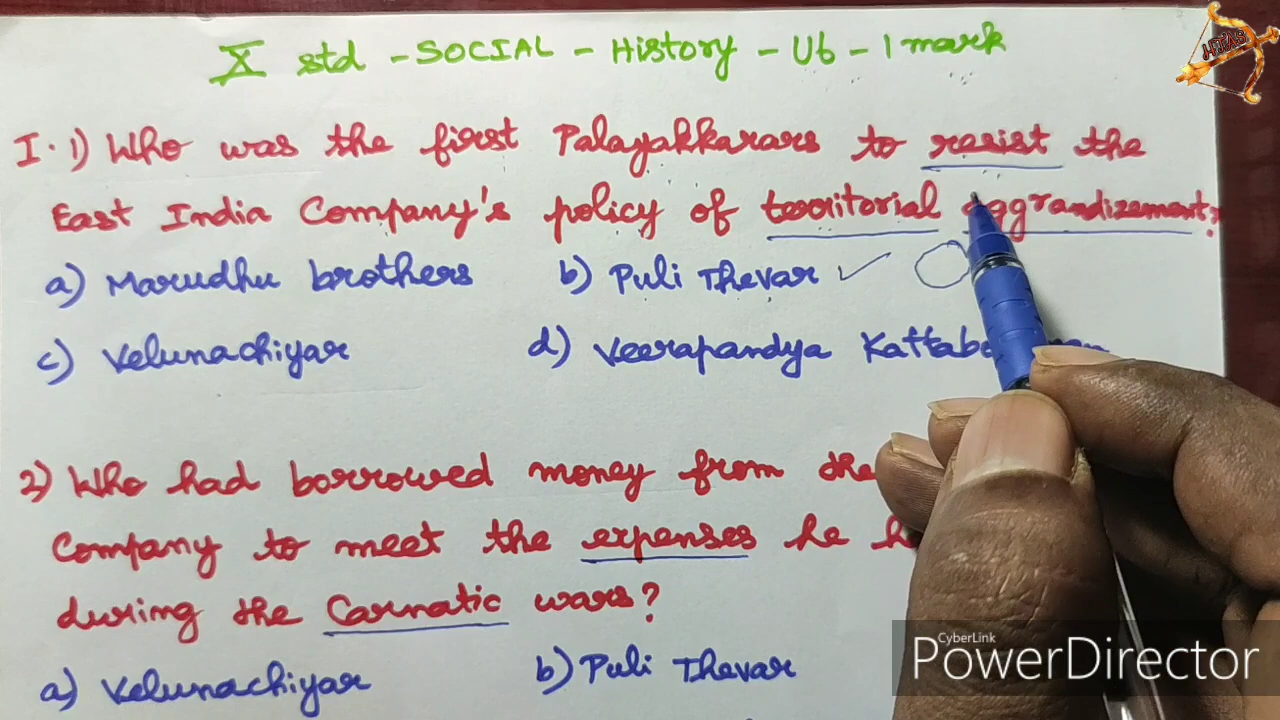 X std - SOCIAL - History - U6 - 1 mark
I. 1) Who was the first Palayakkarars to resist the
East India Company's policy of territorial aggrandizement?
a) Marudhu brothers b) Puli Thevar ✓
c) Velunachiyar d) Veerapandya
2) Who had borrowed money from the
Company to meet the expenses he
during the Carnatic wars?
a) Velunachiyar b) Puli Thevar
CyberLink
PowerDirector